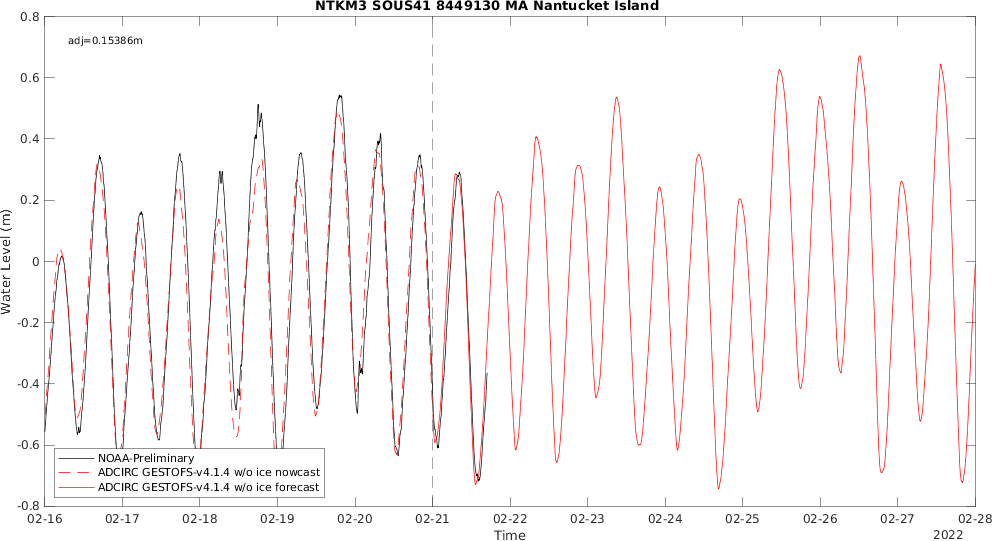 NTKM3 SOUS41 8449130 MA Nantucket Island
adj=0.15386m
0.8
0.6
0.4
0.2
0
-0.2
-0.4
-0.6
-0.8
Water Level (m)
NOAA-Preliminary
ADCIRC GESTOFS-v4.1.4 w/o ice nowcast
ADCIRC GESTOFS-v4.1.4 w/o ice forecast
02-16 02-17 02-18 02-19 02-20 02-21 02-22 02-23 02-24 02-25 02-26 02-27 02-28
Time
2022